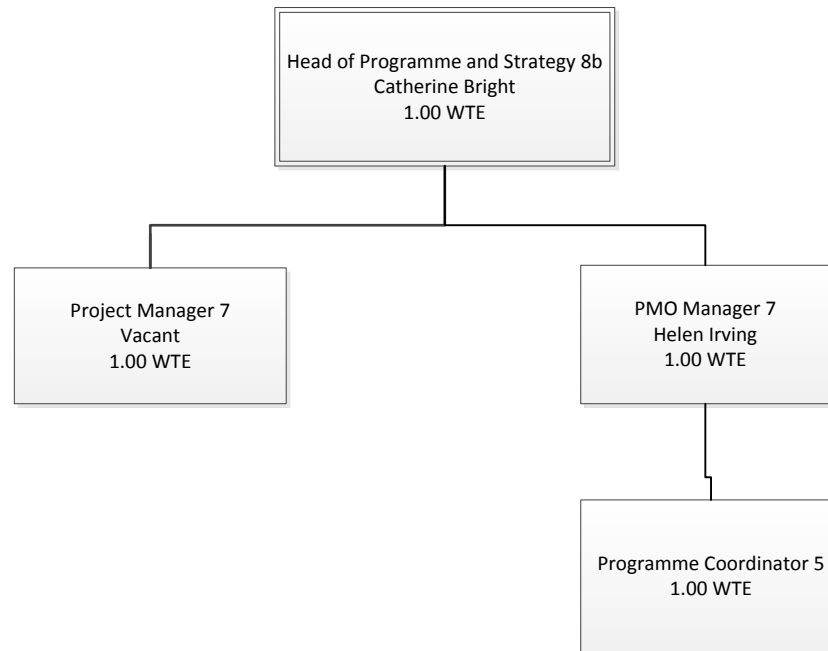 Head of Programme and Strategy 8b
Catherine Bright
1.00 WTE
Project Manager 7
Vacant
1.00 WTE
PMO Manager 7
Helen Irving
1.00 WTE
Programme Coordinator 5
1.00 WTE